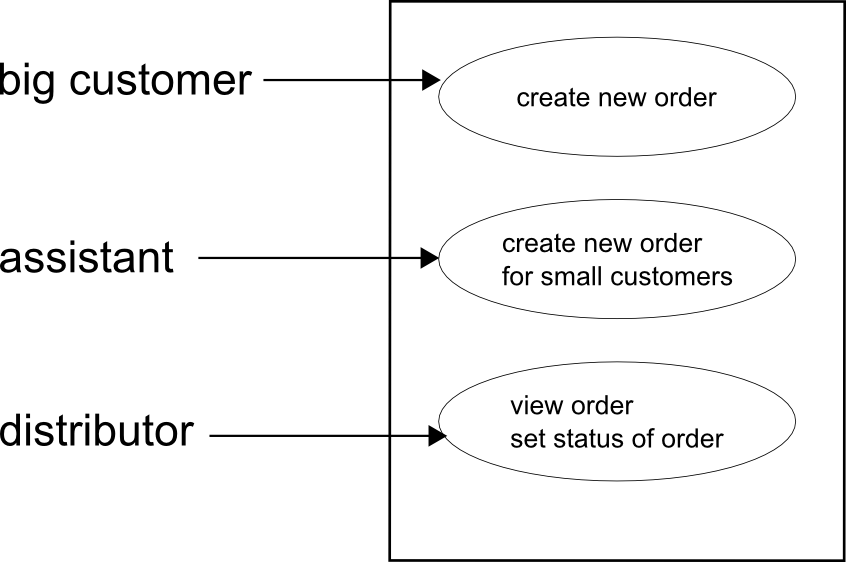 big customer
create new order
assistant
create new order
for small customers
distributor
view order
set status of order